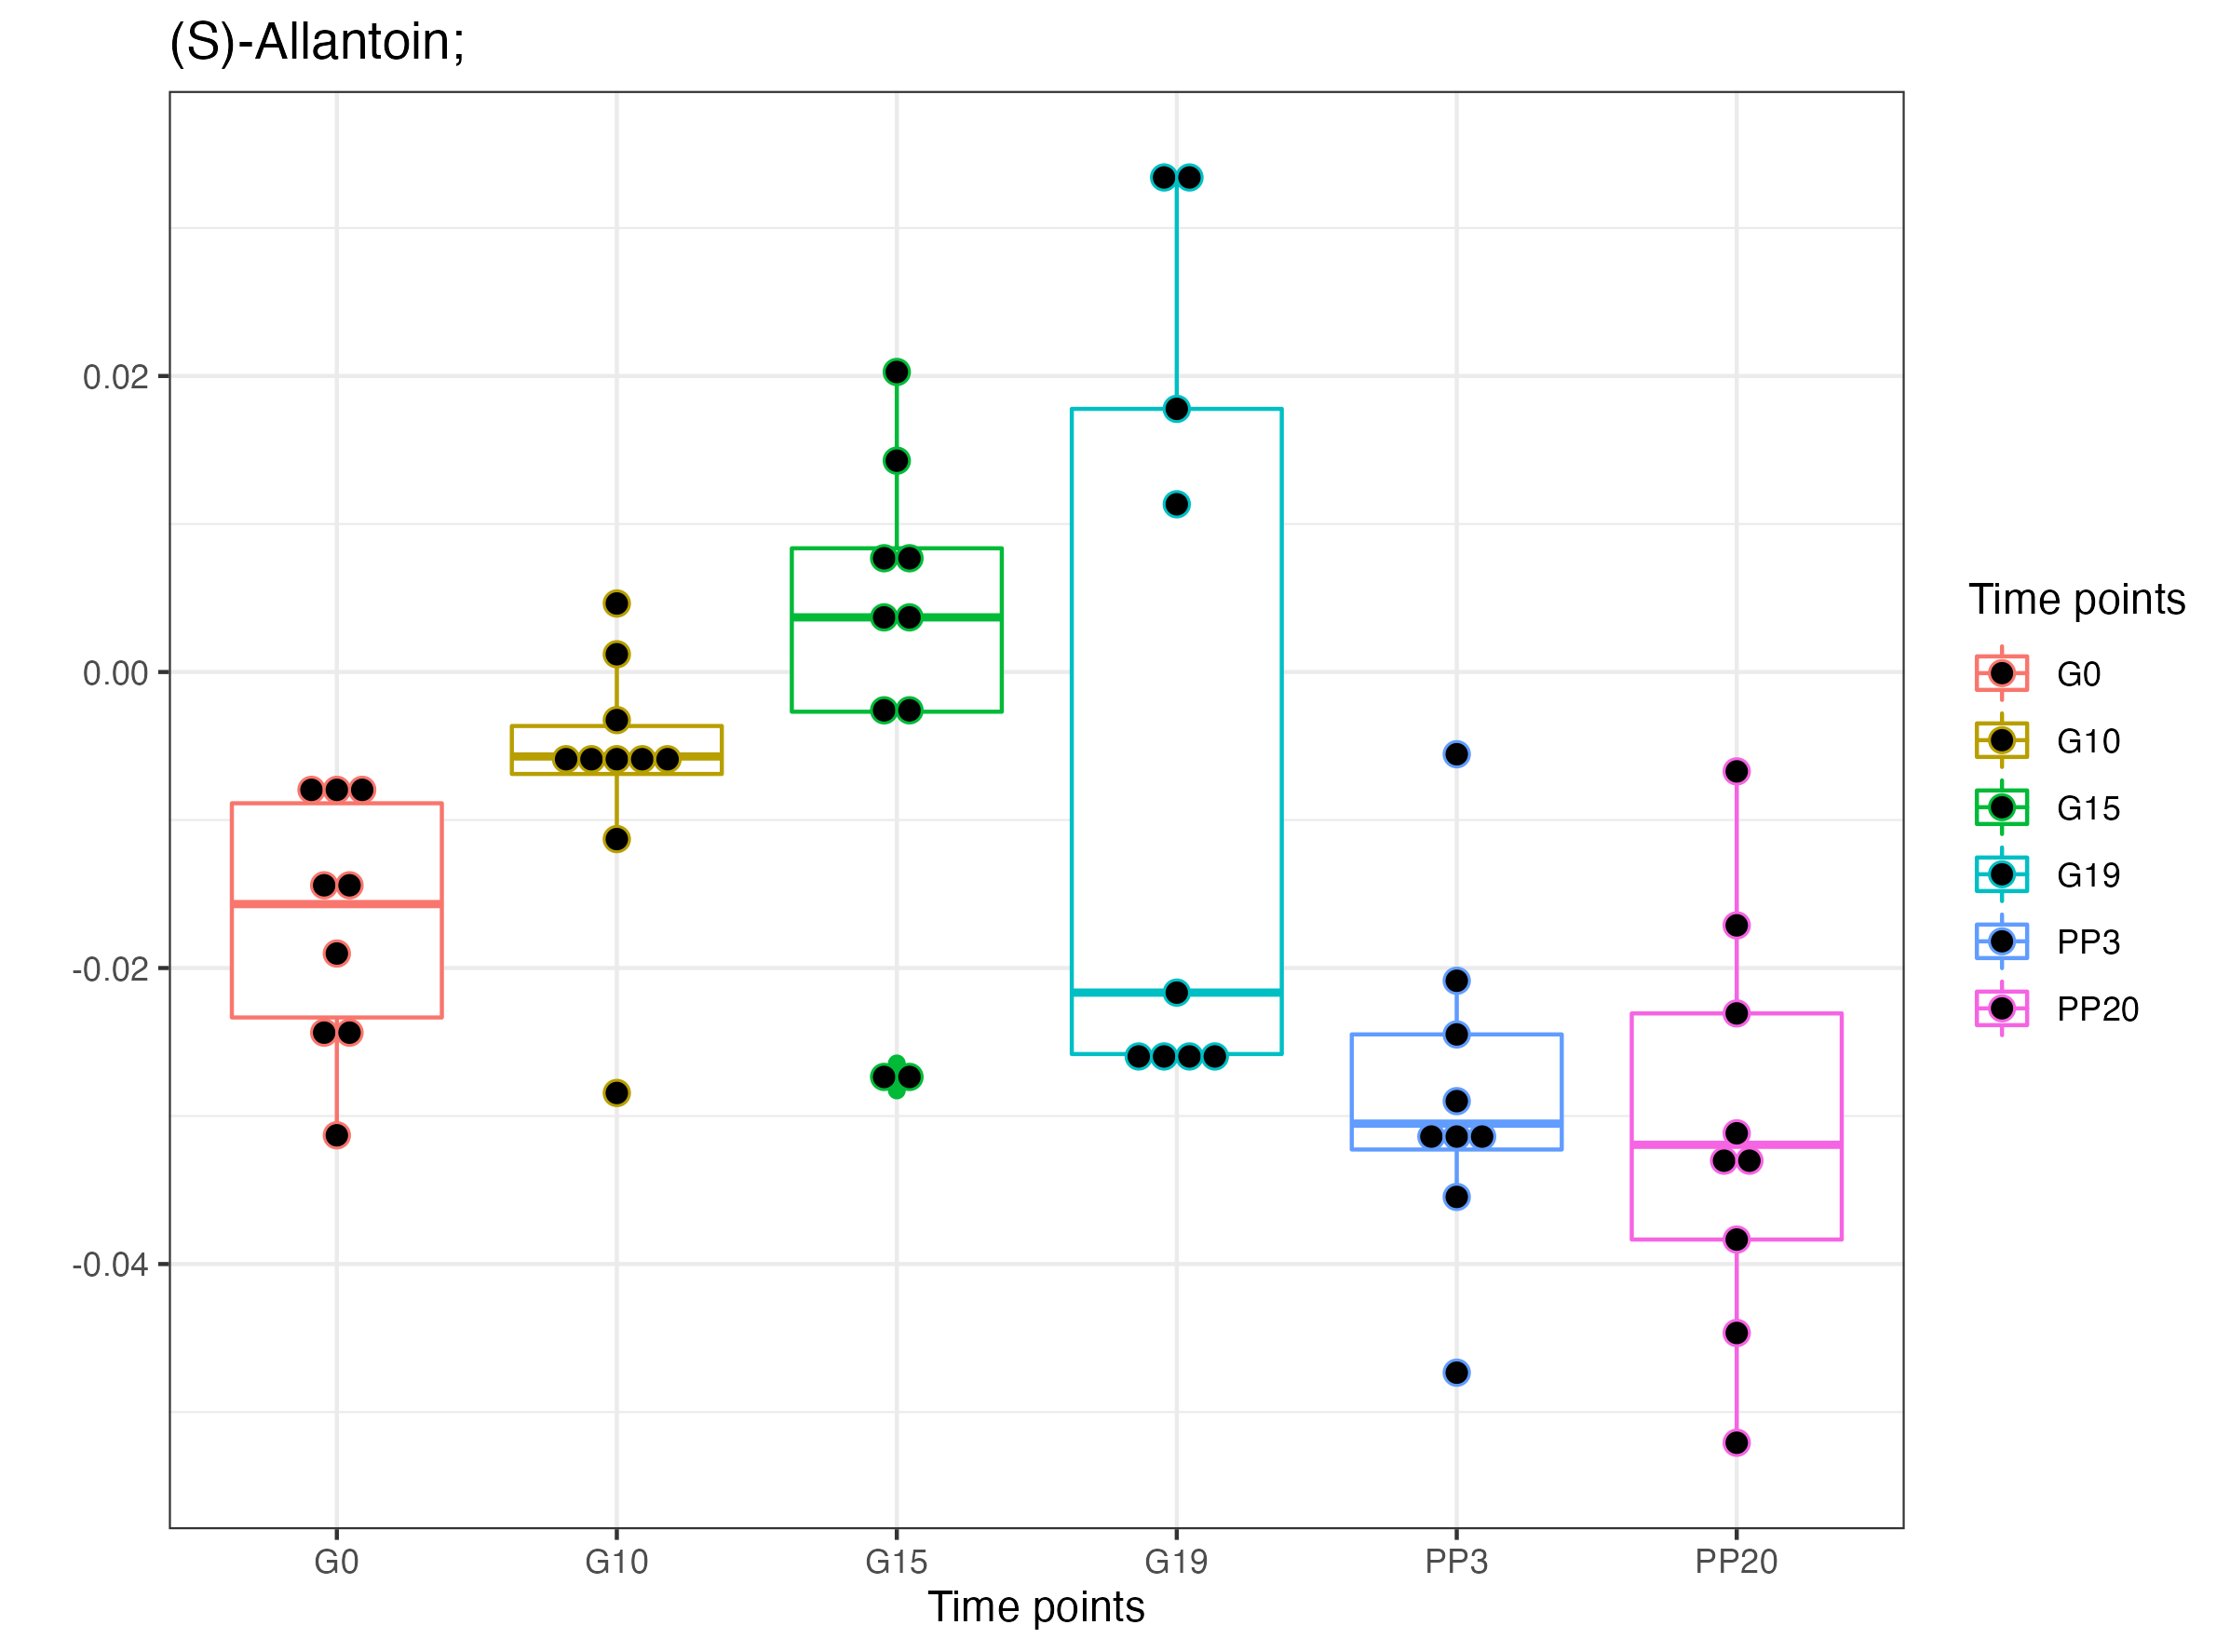 (S)-Allantoin;
0.02
0.00
-0.02
-0.04
G0 G10 G15 G19 PP3 PP20
Time points
Time points
G0
G10
G15
G19
PP3
PP20